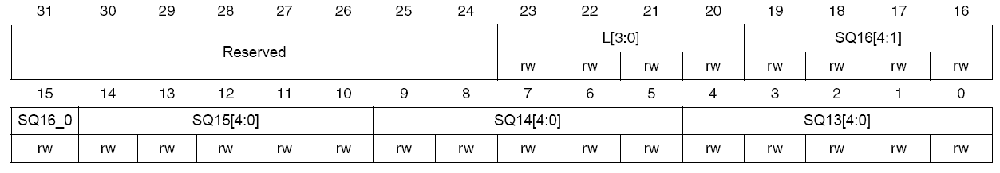 31 30 29 28 27 26 25 24 23 22 21 20 19 18 17 16
Reserved L[3:0] SQ16[4:1]
rw rw rw rw rw rw rw rw
15 14 13 12 11 10 9 8 7 6 5 4 3 2 1 0
SQ16_0 SQ15[4:0] SQ14[4:0] SQ13[4:0]
rw rw rw rw rw rw rw rw rw rw rw rw rw rw rw rw